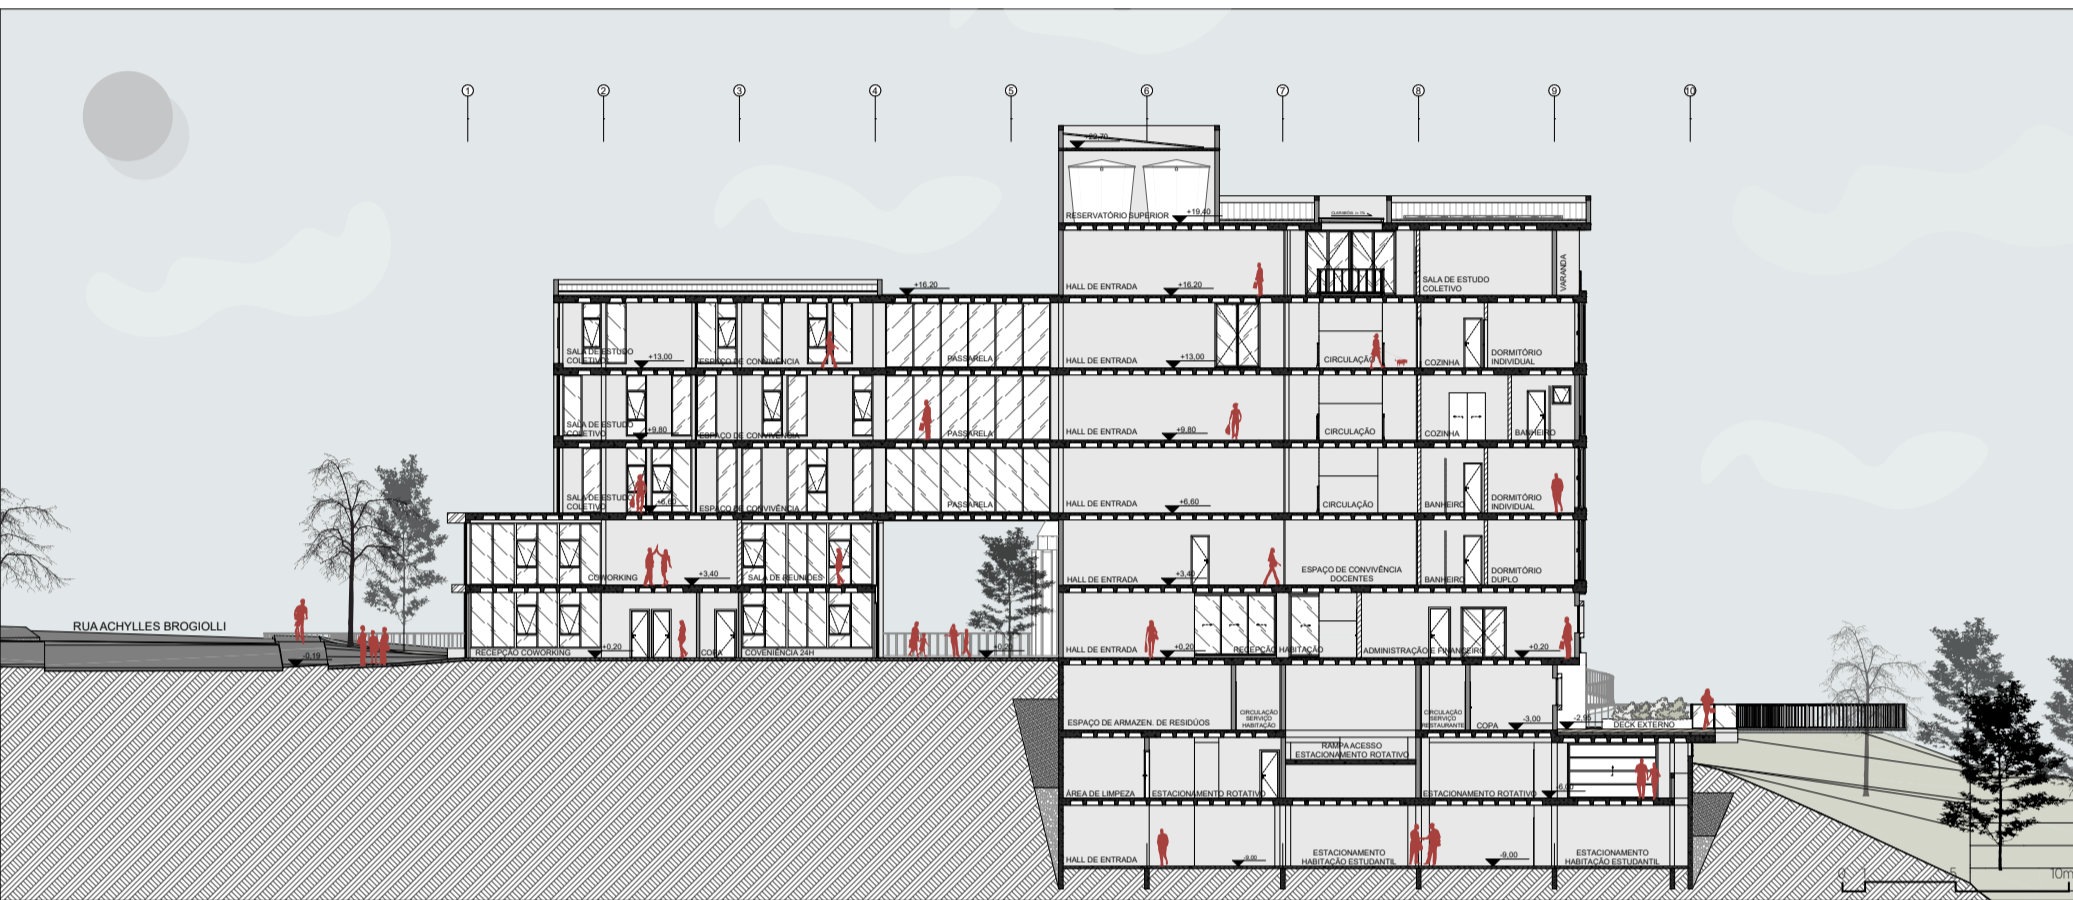 1 2 3 4 5 6 7 8 9 10
+22,70
RESERVATÓRIO SUPERIOR +19,40
HALL DE ENTRADA +16,20
SALA DE ESTUDO
COLETIVO
VARANDA
+16,20
SALA DE ESTUDO
COLETIVO
+13,00
ESPAÇO DE CONVIVÊNCIA
PASSARELA
HALL DE ENTRADA +13,00
CIRCULAÇÃO
COZINHA
DORMITÓRIO
INDIVIDUAL
SALA DE ESTUDO
COLETIVO
+9,80
ESPAÇO DE CONVIVÊNCIA
PASSARELA
HALL DE ENTRADA +9,80
CIRCULAÇÃO
COZINHA
BANHEIRO
SALA DE ESTUDO
COLETIVO
+6,60
ESPAÇO DE CONVIVÊNCIA
PASSARELA
HALL DE ENTRADA +6,60
CIRCULAÇÃO
BANHEIRO
DORMITÓRIO
INDIVIDUAL
COWORKING +3,40
SALA DE REUNIÕES
HALL DE ENTRADA +3,40
ESPAÇO DE CONVIVÊNCIA
DOCENTES
BANHEIRO
DORMITÓRIO
DUPLO
RUA ACHYLLES BROGIOLLI
-0,19
RECEPÇÃO COWORKING +0,20
COPA
COVENIÊNCIA 24H
+0,20
HALL DE ENTRADA +0,20
RECEPÇÃO HABITAÇÃO
ADMINISTRAÇÃO E FINANCEIRO +0,20
ESPAÇO DE ARMAZEN. DE RESIDÚOS
CIRCULAÇÃO
SERVIÇO
HABITAÇÃO
CIRCULAÇÃO
SERVIÇO
RESTAURANTE
COPA -3,00
-2,95
DECK EXTERNO
RAMPA ACESSO
ESTACIONAMENTO ROTATIVO
ÁREA DE LIMPEZA
ESTACIONAMENTO ROTATIVO
ESTACIONAMENTO ROTATIVO -6,00
HALL DE ENTRADA -9,00
ESTACIONAMENTO
HABITAÇÃO ESTUDANTIL
-9,00
ESTACIONAMENTO
HABITAÇÃO ESTUDANTIL
0 5 10m